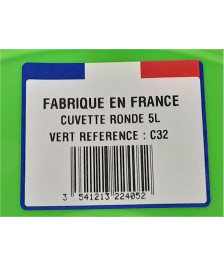 FABRIQUE EN FRANCE
CUVETTE RONDE 5L
VERT REFERENCE : C32
3 541213 224052